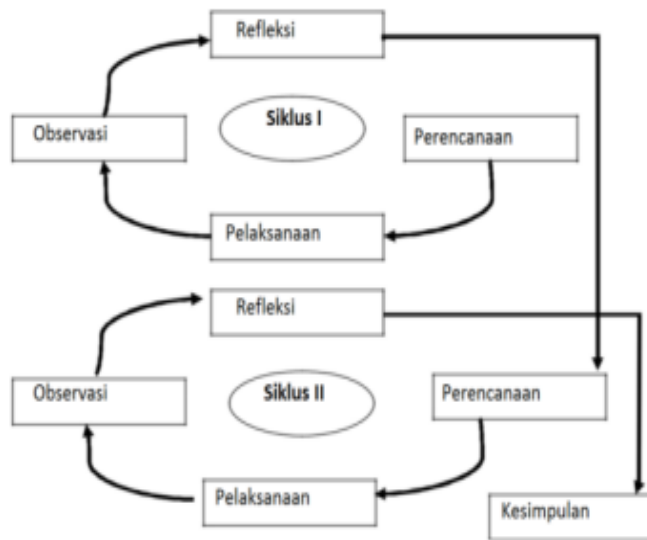 Refleksi
Observasi
Siklus I
Perencanaan
Pelaksanaan
Refleksi
Observasi
Siklus II
Perencanaan
Pelaksanaan
Kesimpulan